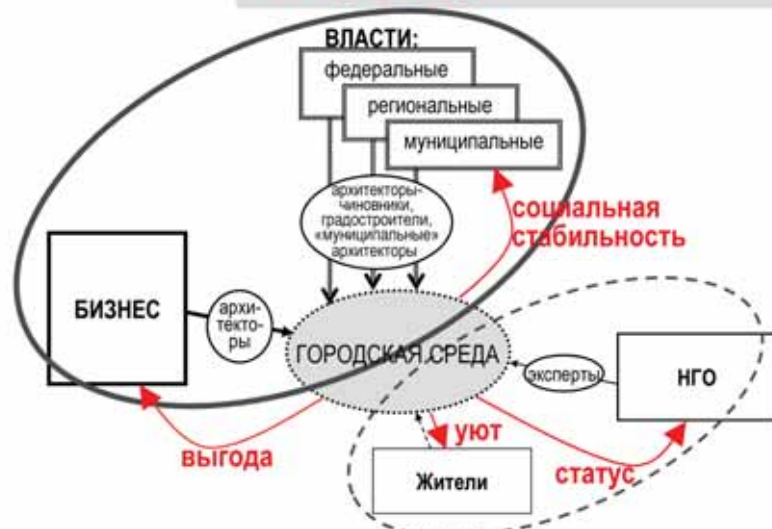 ВЛАСТИ:
федеральные
региональные
муниципальные
архитекторы-
чиновники,
градостроители,
«муниципальные»
архитекторы
социальная
стабильность
БИЗНЕС
архи-
текто-
ры
ГОРОДСКАЯ СРЕДА
эксперты
НГО
выгода
уют
Жители
статус